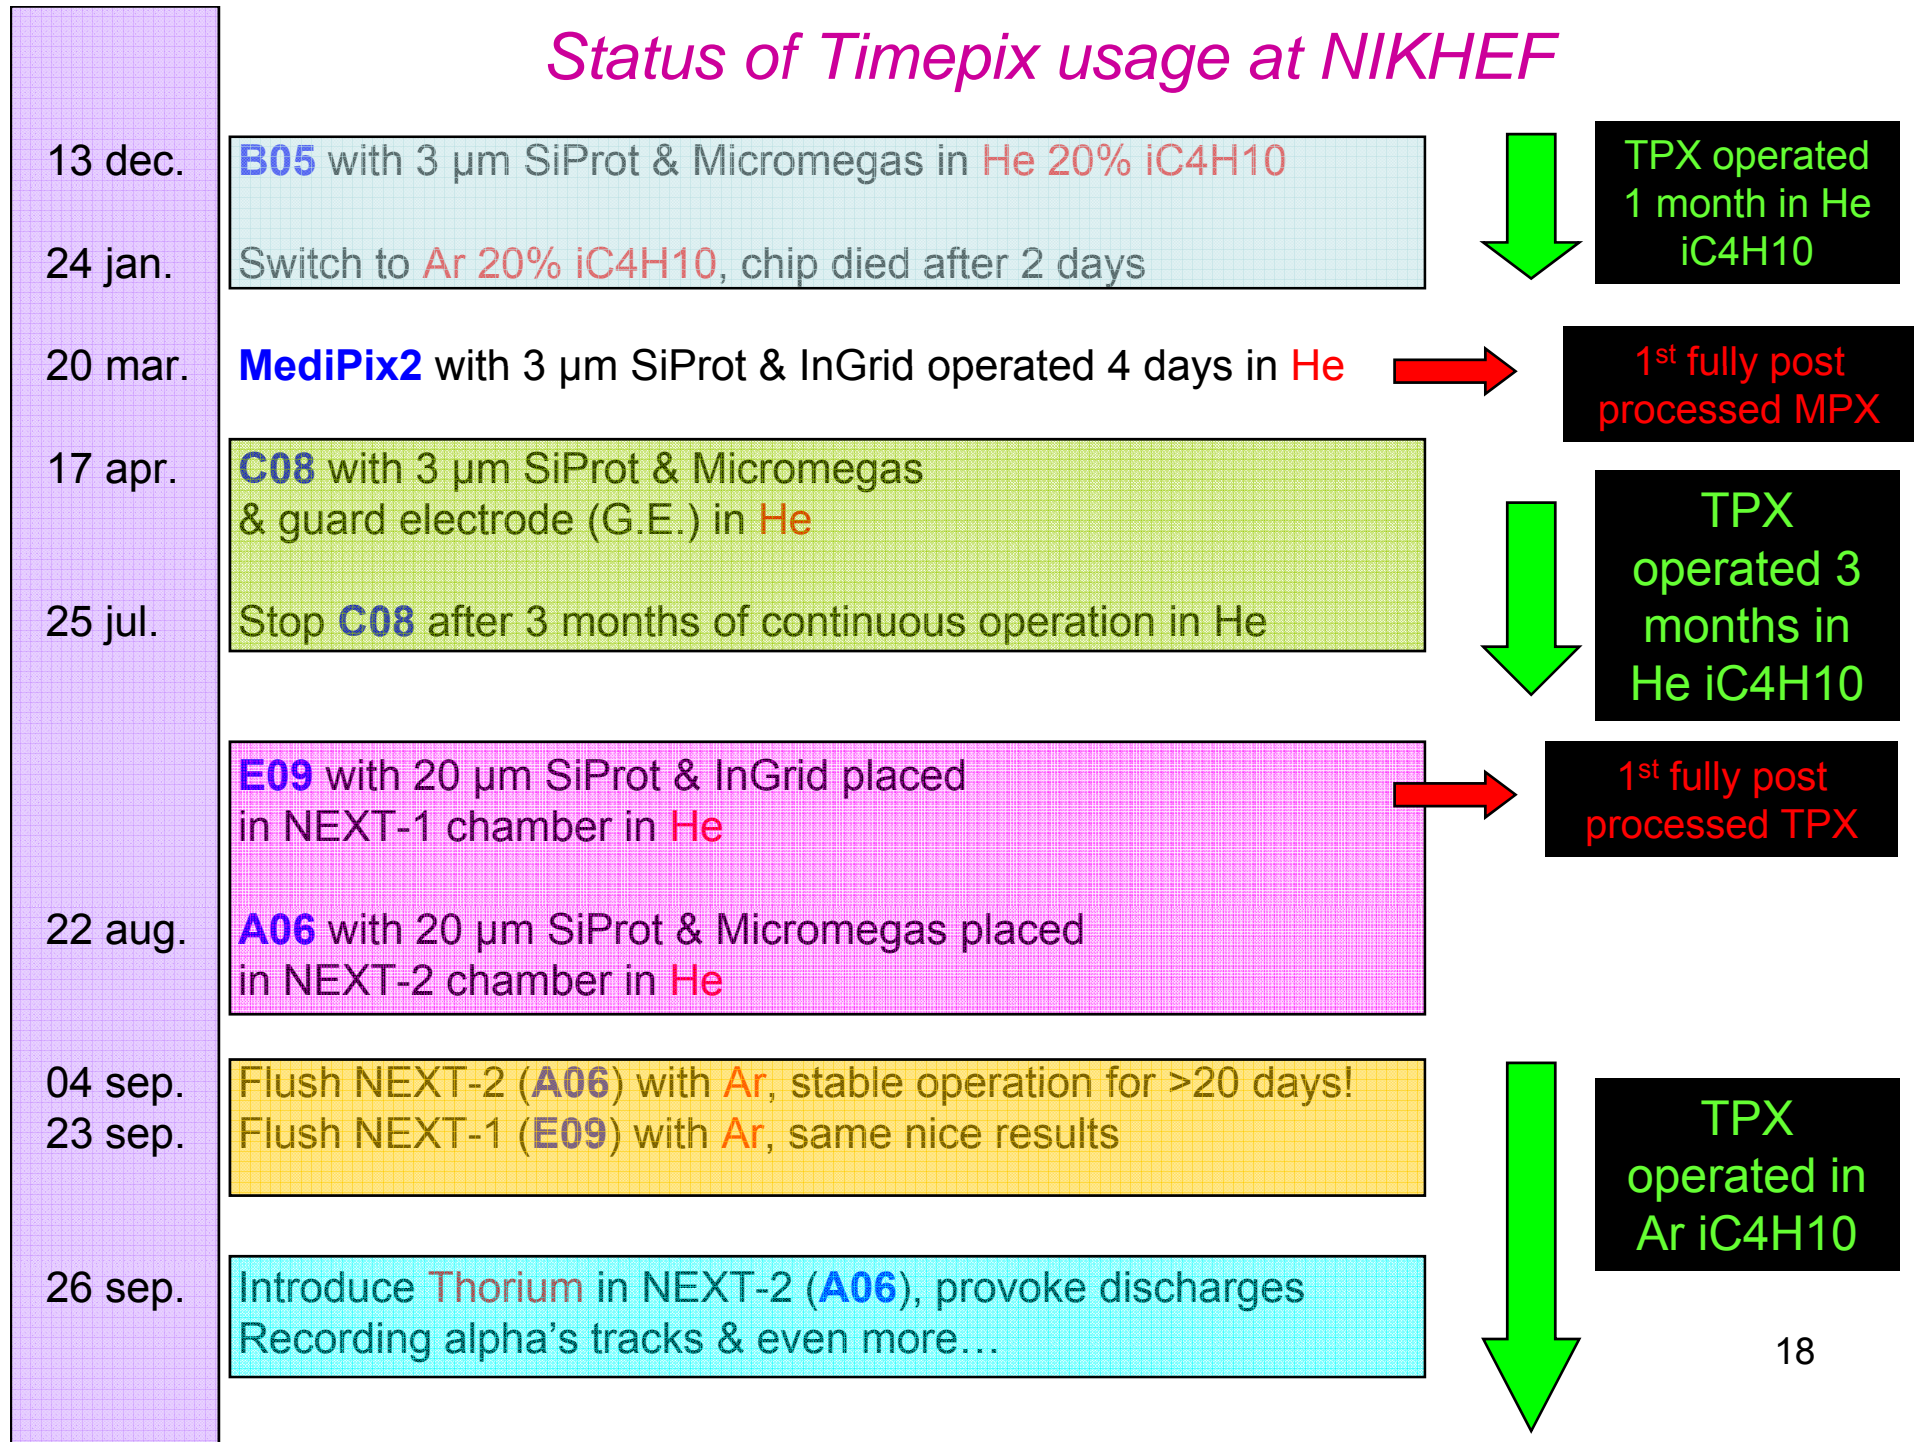 Status of Timepix usage at NIKHEF
13 dec.
B05 with 3 µm SiProt & Micromegas in He 20% iC4H10
24 jan.
Switch to Ar 20% iC4H10, chip died after 2 days
TPX operated
1 month in He
iC4H10
20 mar.
MediPix2 with 3 µm SiProt & InGrid operated 4 days in He
1st fully post
processed MPX
17 apr.
C08 with 3 µm SiProt & Micromegas
& guard electrode (G.E.) in He
25 jul.
Stop C08 after 3 months of continuous operation in He
TPX
operated 3
months in
He iC4H10
E09 with 20 µm SiProt & InGrid placed
in NEXT-1 chamber in He
1st fully post
processed TPX
22 aug.
A06 with 20 µm SiProt & Micromegas placed
in NEXT-2 chamber in He
04 sep.
Flush NEXT-2 (A06) with Ar, stable operation for >20 days!
23 sep.
Flush NEXT-1 (E09) with Ar, same nice results
TPX
operated in
Ar iC4H10
26 sep.
Introduce Thorium in NEXT-2 (A06), provoke discharges
Recording alpha’s tracks & even more…
18